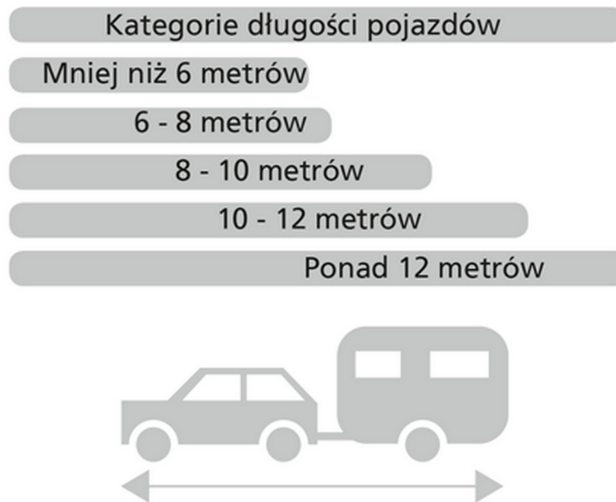 Kategorie długości pojazdów
Mniej niż 6 metrów
6 - 8 metrów
8 - 10 metrów
10 - 12 metrów
Ponad 12 metrów